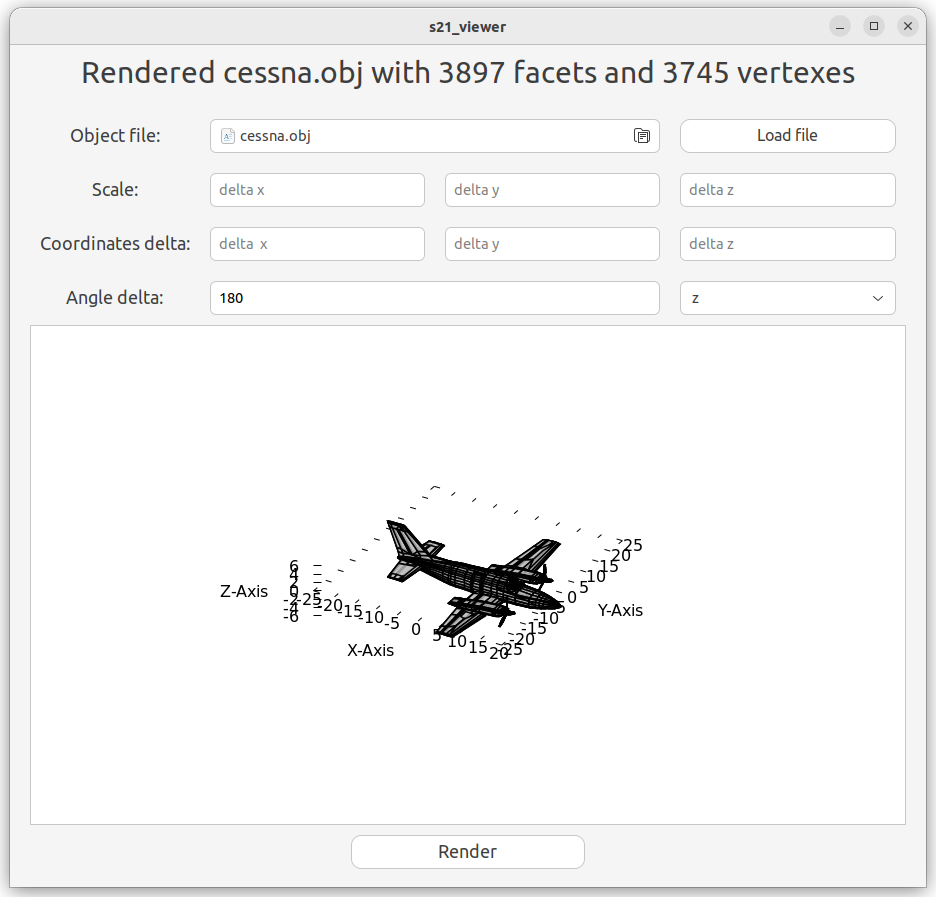 s21_viewer
Rendered cessna.obj with 3897 facets and 3745 vertexes
Object file: cessna.obj Load file
Scale: delta x delta y delta z
Coordinates delta: delta x delta y delta z
Angle delta: 180 z
25
20
15
10
5
0
-5
-10
-15
-20
-25
Y-Axis
6
4
2
0
-2
-4
-6
Z-Axis
-25
-20
-15
-10
-5
0
5
10
15
20
X-Axis
Render